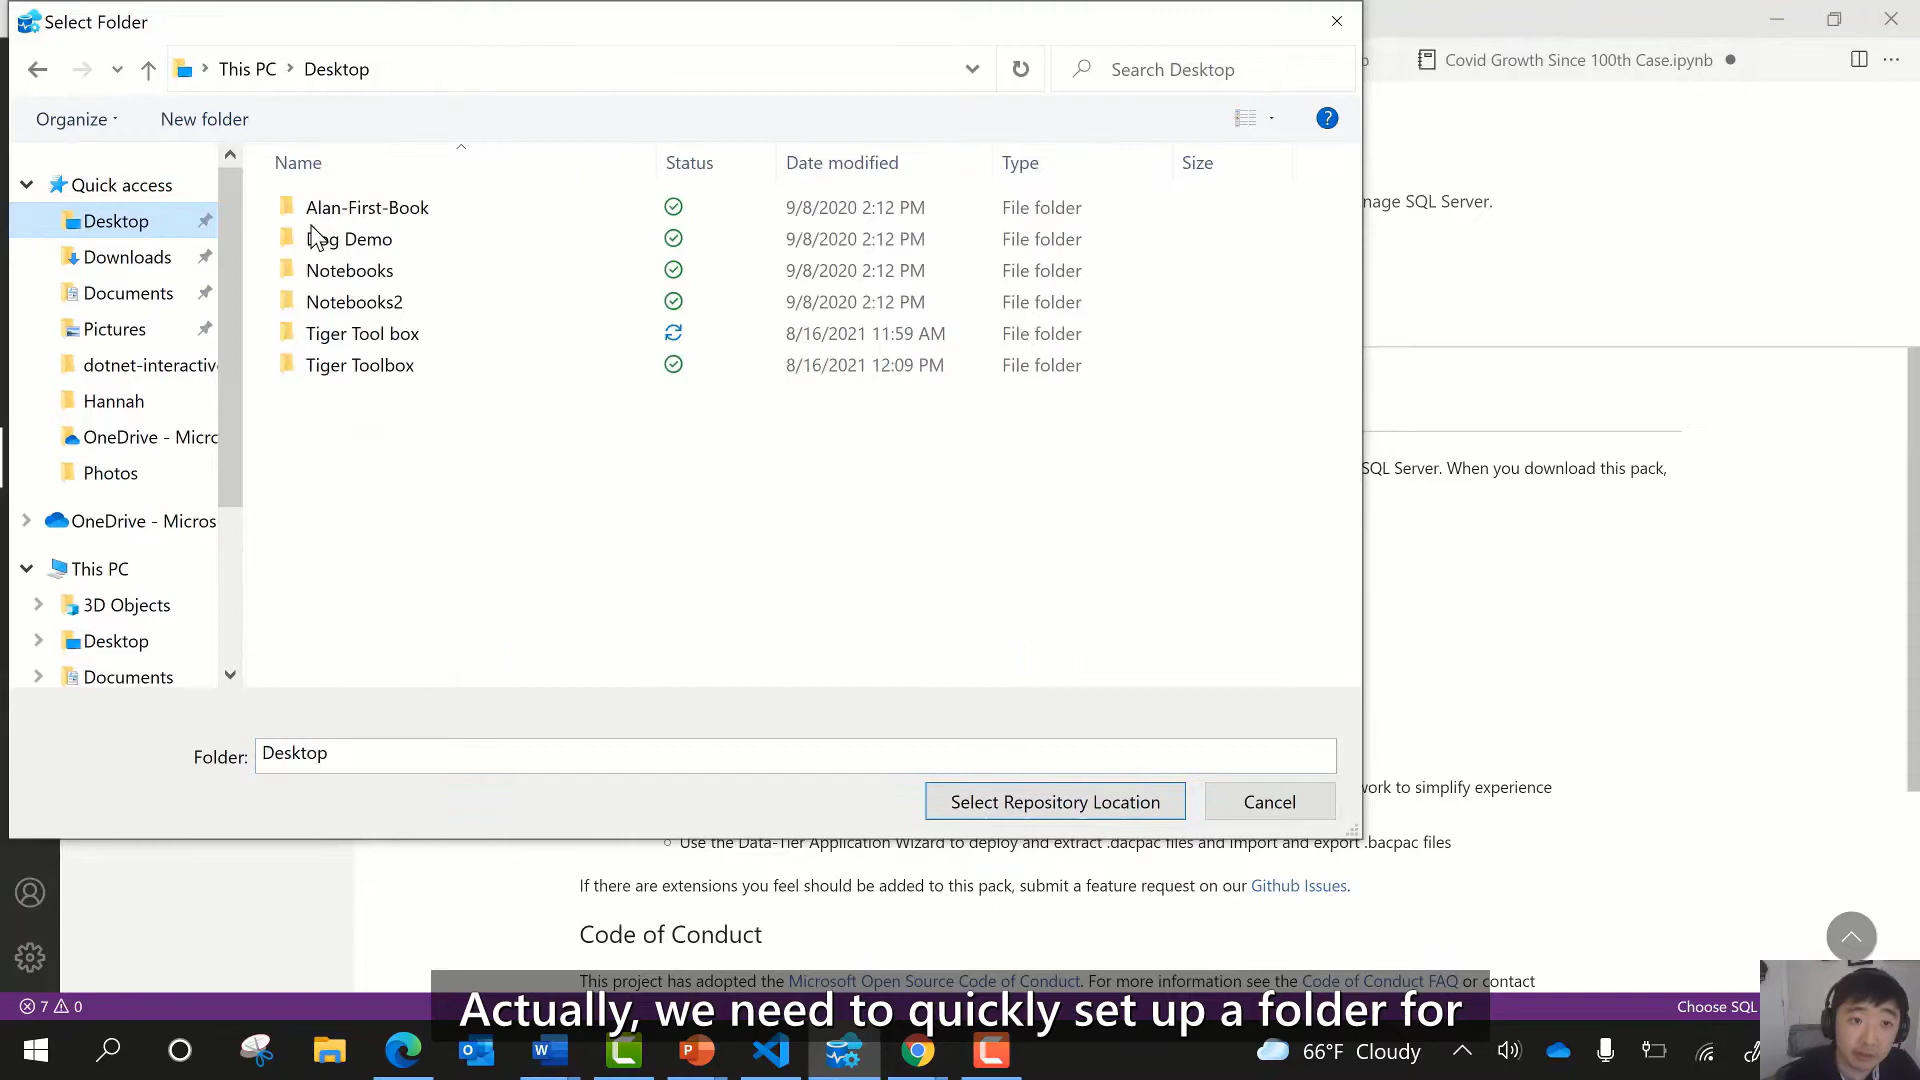 Select Folder
This PC
Desktop
Search Desktop
Covid Growth Since 100th Case.ipynb
Organize
New folder
Name
Status
Date modified
Type
Size
Quick access
Desktop
Downloads
Documents
Pictures
dotnet-interactive
Hannah
OneDrive - Micro
Photos
OneDrive - Micros
This PC
3D Objects
Desktop
Documents
Alan-First-Book 9/8/2020 2:12 PM File folder
Demo 9/8/2020 2:12 PM File folder
Notebooks 9/8/2020 2:12 PM File folder
Notebooks2 9/8/2020 2:12 PM File folder
Tiger Tool box 8/16/2021 11:59 AM File folder
Tiger Toolbox 8/16/2021 12:09 PM File folder
Folder: Desktop
Select Repository Location
Cancel
nage SQL Server.
SQL Server. When you download this pack,
work to simplify experience
Use the Data-Tier Application Wizard to deploy and extract .dacpac files and import and export .bacpac files
If there are extensions you feel should be added to this pack, submit a feature request on our Github Issues.
Code of Conduct
This project has adopted the Microsoft Open Source Code of Conduct. For more information see the Code of Conduct FAQ or contact
7 0
Choose SQL
Actually, we need to quickly set up a folder for
66°F Cloudy